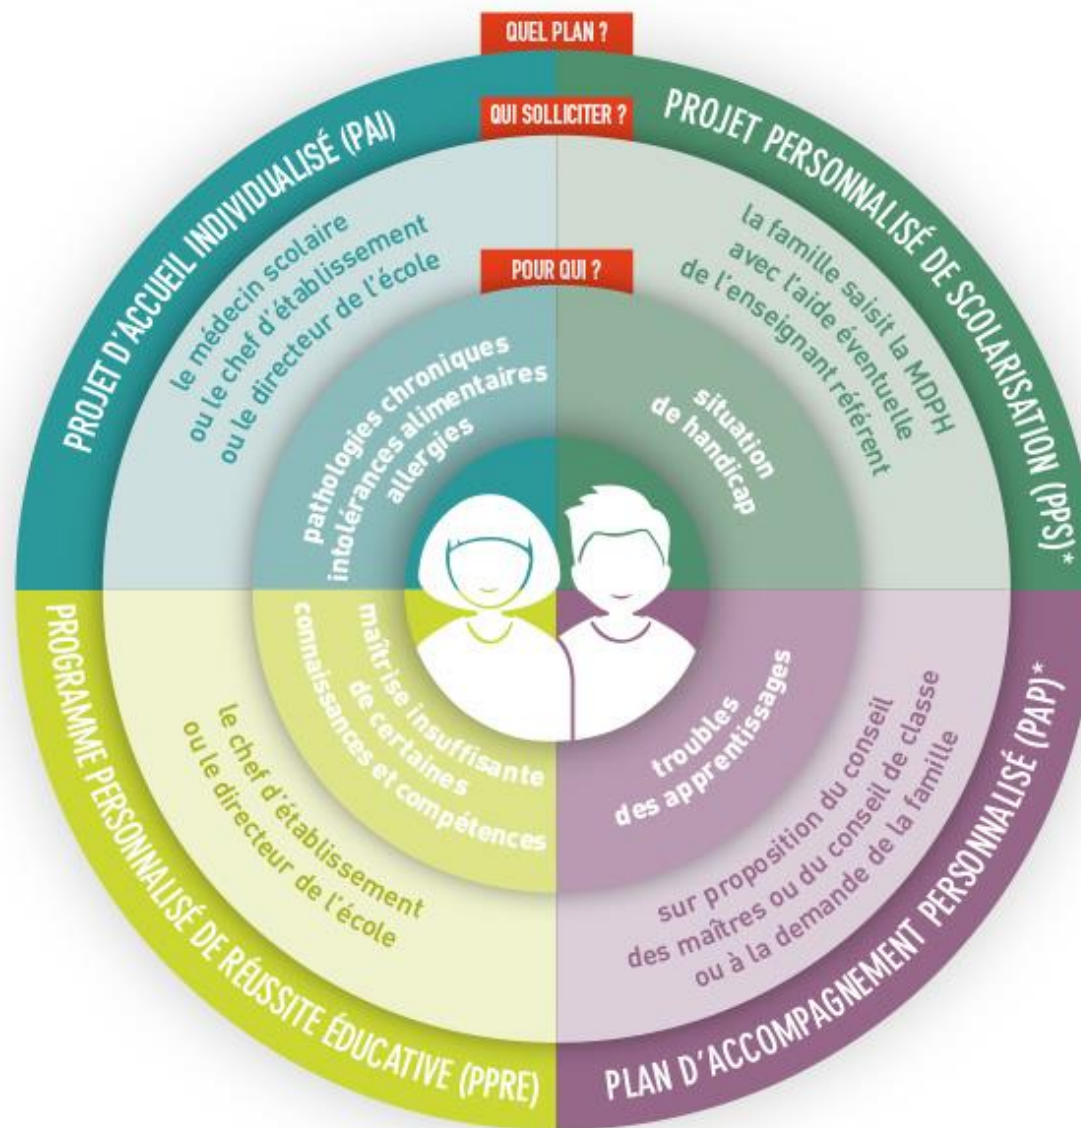 QUEL PLAN ?
QUI SOLLICITER ?
POUR QUI ?
PROJET D'ACCUEIL INDIVIDUALISÉ (PAI)
le médecin scolaire
ou le chef d'établissement
ou le directeur de l'école
pathologies chroniques
intolérances alimentaires
allergies
PROJET PERSONNALISÉ DE SCOLARISATION (PPS)*
la famille saisit la MDPH
avec l'aide éventuelle
de l'enseignant référent
situation
de handicap
PROGRAMME PERSONNALISÉ DE RÉUSSITE ÉDUCATIVE (PPRE)
le chef d'établissement
ou le directeur de l'école
maîtrise insuffisante
de certaines
connaissances et compétences
PLAN D'ACCOMPAGNEMENT PERSONNALISÉ (PAP)*
sur proposition du conseil
des maîtres ou du conseil de classe
ou à la demande de la famille
troubles
des apprentissages